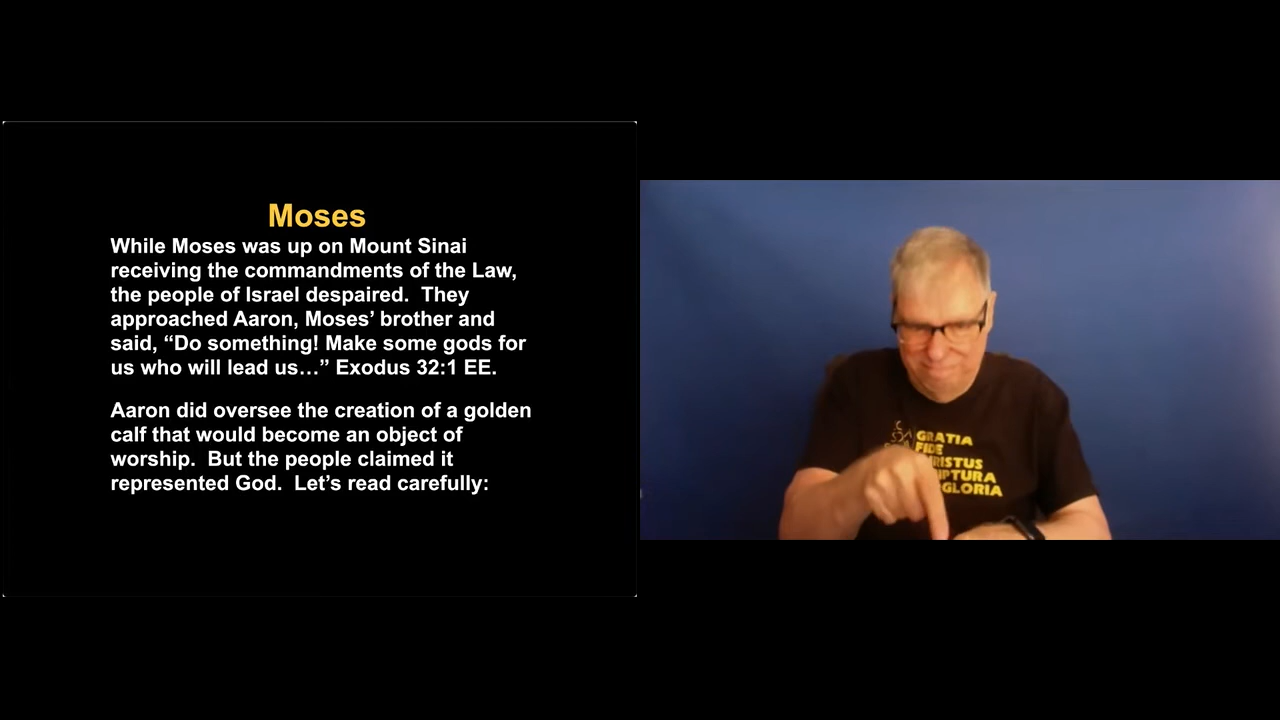 Moses
While Moses was up on Mount Sinai
receiving the commandments of the Law,
the people of Israel despaired.  They
approached Aaron, Moses’ brother and
said, “Do something! Make some gods for
us who will lead us…” Exodus 32:1 EE.
Aaron did oversee the creation of a golden
calf that would become an object of
worship.  But the people claimed it
represented God.  Let’s read carefully:
GRATIA
FIDE
GLORIA